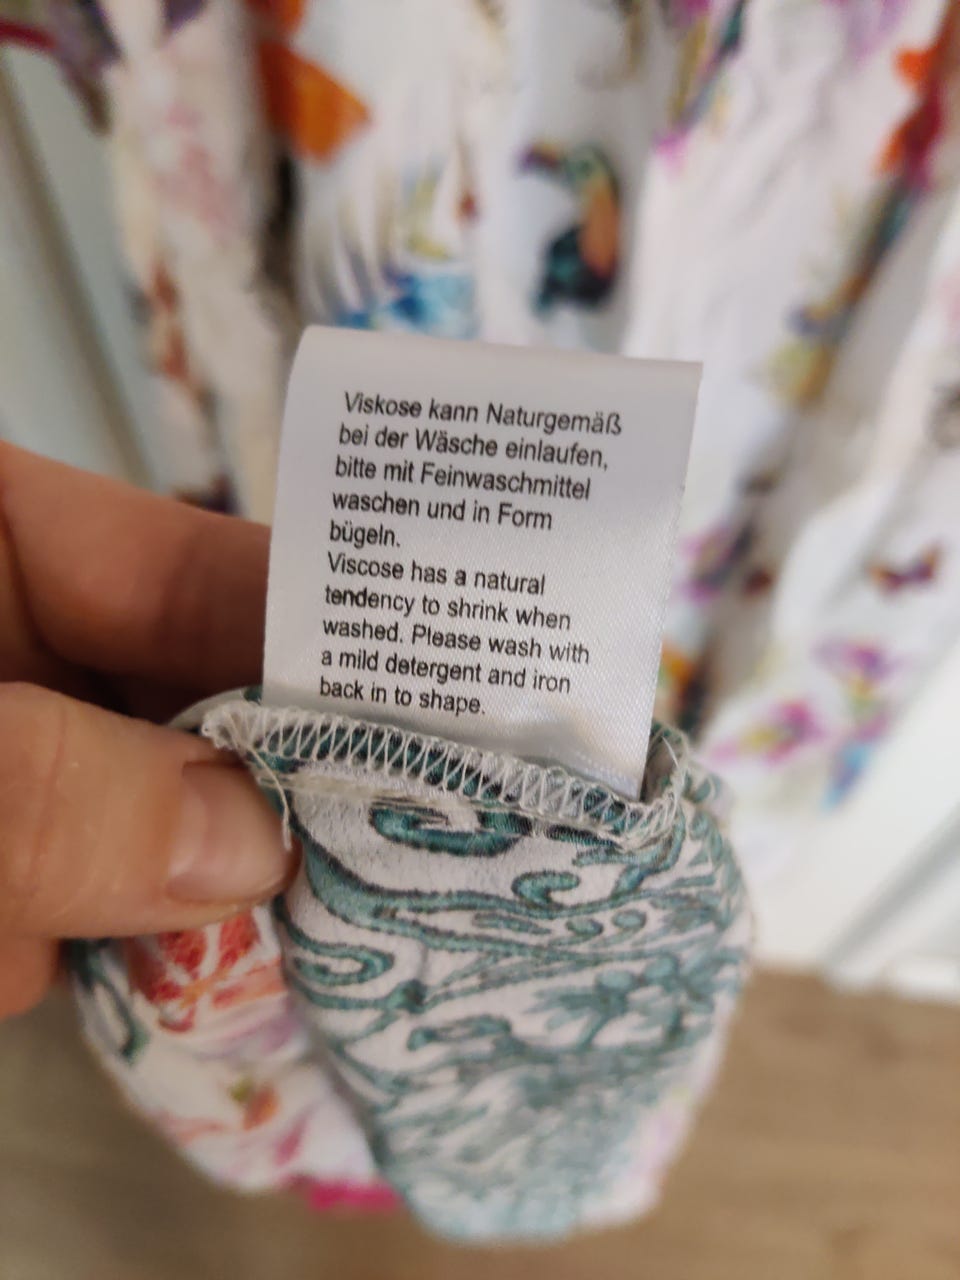 Viskose kann Naturgemäß
bei der Wäsche einlaufen,
bitte mit Feinwaschmittel
waschen und in Form
bügeln.
Viscose has a natural
tendency to shrink when
washed. Please wash with
a mild detergent and iron
back in to shape.